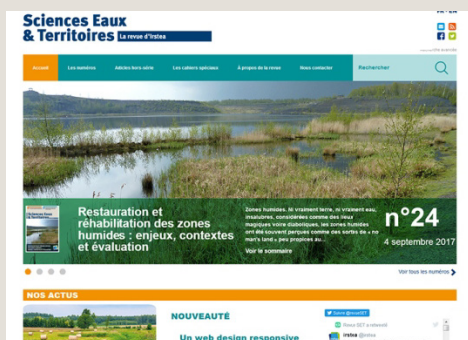 FR - EN
Sciences Eaux
& Territoires La revue d'Irstea
Accueil
Les numéros
Articles hors-série
Les cahiers spéciaux
A propos de la revue
Nous contacter
Rechercher
Restauration et
réhabilitation des zones
humides : enjeux, contextes
et évaluation
Zones humides. Ni vraiment terre, ni vraiment eau,
insalubres, considérées comme des lieux
magiques voire diaboliques, les zones humides
ont été souvent perçues comme des sortes de « no
man's land » peu propices au...
Voir le sommaire
n°24
4 septembre 2017
Voir tous les numéros
NOS ACTUS
NOUVEAUTÉ
Un web design responsive
Suivre @revueSET
Revue SET a retweeté
irstea @irstea